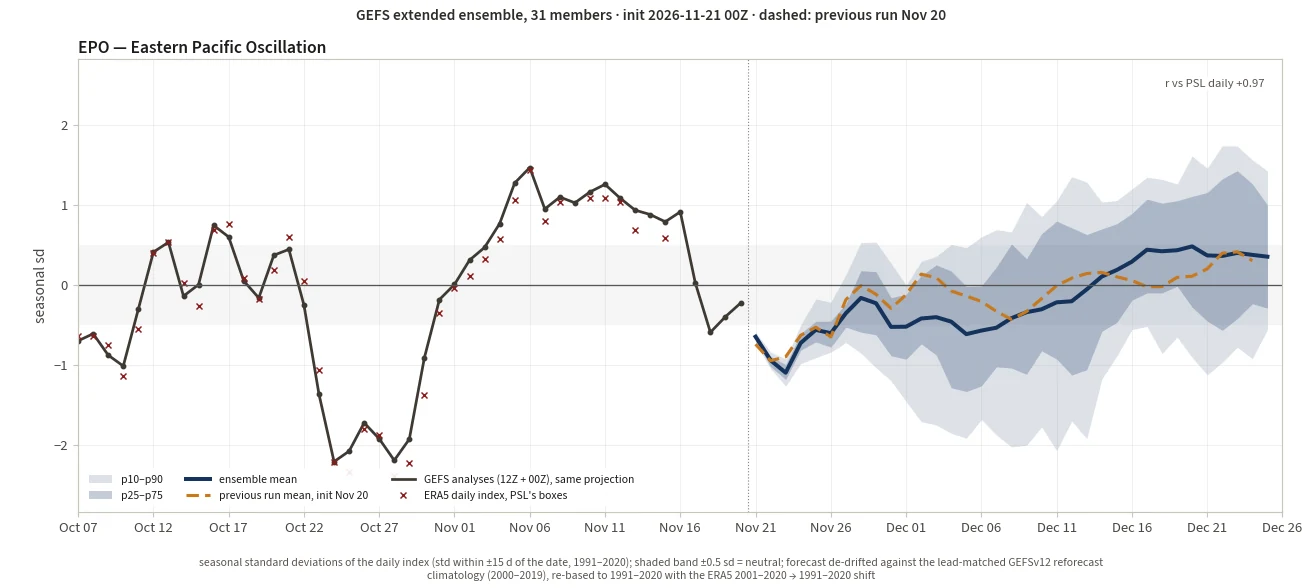 GEFS extended ensemble, 31 members · init 2026-11-21 00Z · dashed: previous run Nov 20
EPO — Eastern Pacific Oscillation
r vs PSL daily +0.97
seasonal sd
2
1
0
−1
−2
p10–p90
p25–p75
ensemble mean
previous run mean, init Nov 20
GEFS analyses (12Z + 00Z), same projection
ERA5 daily index, PSL's boxes
Oct 07 Oct 12 Oct 17 Oct 22 Oct 27 Nov 01 Nov 06 Nov 11 Nov 16 Nov 21 Nov 26 Dec 01 Dec 06 Dec 11 Dec 16 Dec 21 Dec 26
seasonal standard deviations of the daily index (std within ±15 d of the date, 1991–2020); shaded band ±0.5 sd = neutral; forecast de-drifted against the lead-matched GEFSv12 reforecast
climatology (2000–2019), re-based to 1991–2020 with the ERA5 2001–2020 → 1991–2020 shift